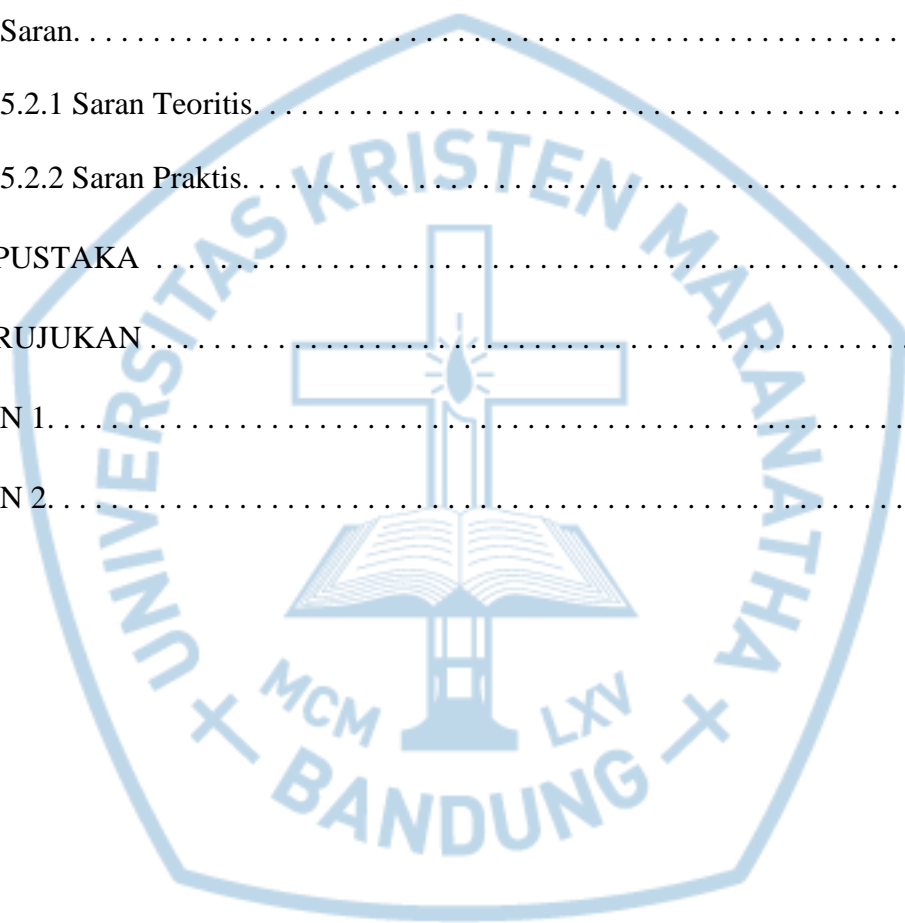 Saran. . . . . . . . . . . . . . . . . . . . . . . . . . . . . . . . . . . . . . . . . . . . . . . . . . . .
5.2.1 Saran Teoritis. . . . . . . . . . . . . . . . . . . . . . . . . . . . . . . . . . . . . . . . .
5.2.2 Saran Praktis. . . . . . . . . . . . . . . . . . . . . . . . . . .. . . . . . . . . . . . . . .
PUSTAKA . . . . . . . . . . . . . . . . . . . . . . . . . . . . . . . . . . . . . . . . . . . . . . .
RUJUKAN . . . . . . . . . . . . . . . . . . . . . . . . . . . . . . . . . . . . . . . . . . . . . . . .
N 1. . . . . . . . . . . . . . . . . . . . . . . . . . . . . . . . . . . . . . . . . . . . . . . . . . . . . .
N 2. . . . . . . . . . . . . . . . . . . . . . . . . . . . . . . . . . . . . . . . . . . . . . . . . . . . . .
UNIVERSITAS KRISTEN MARANATHA
MCM LXV
BANDUNG